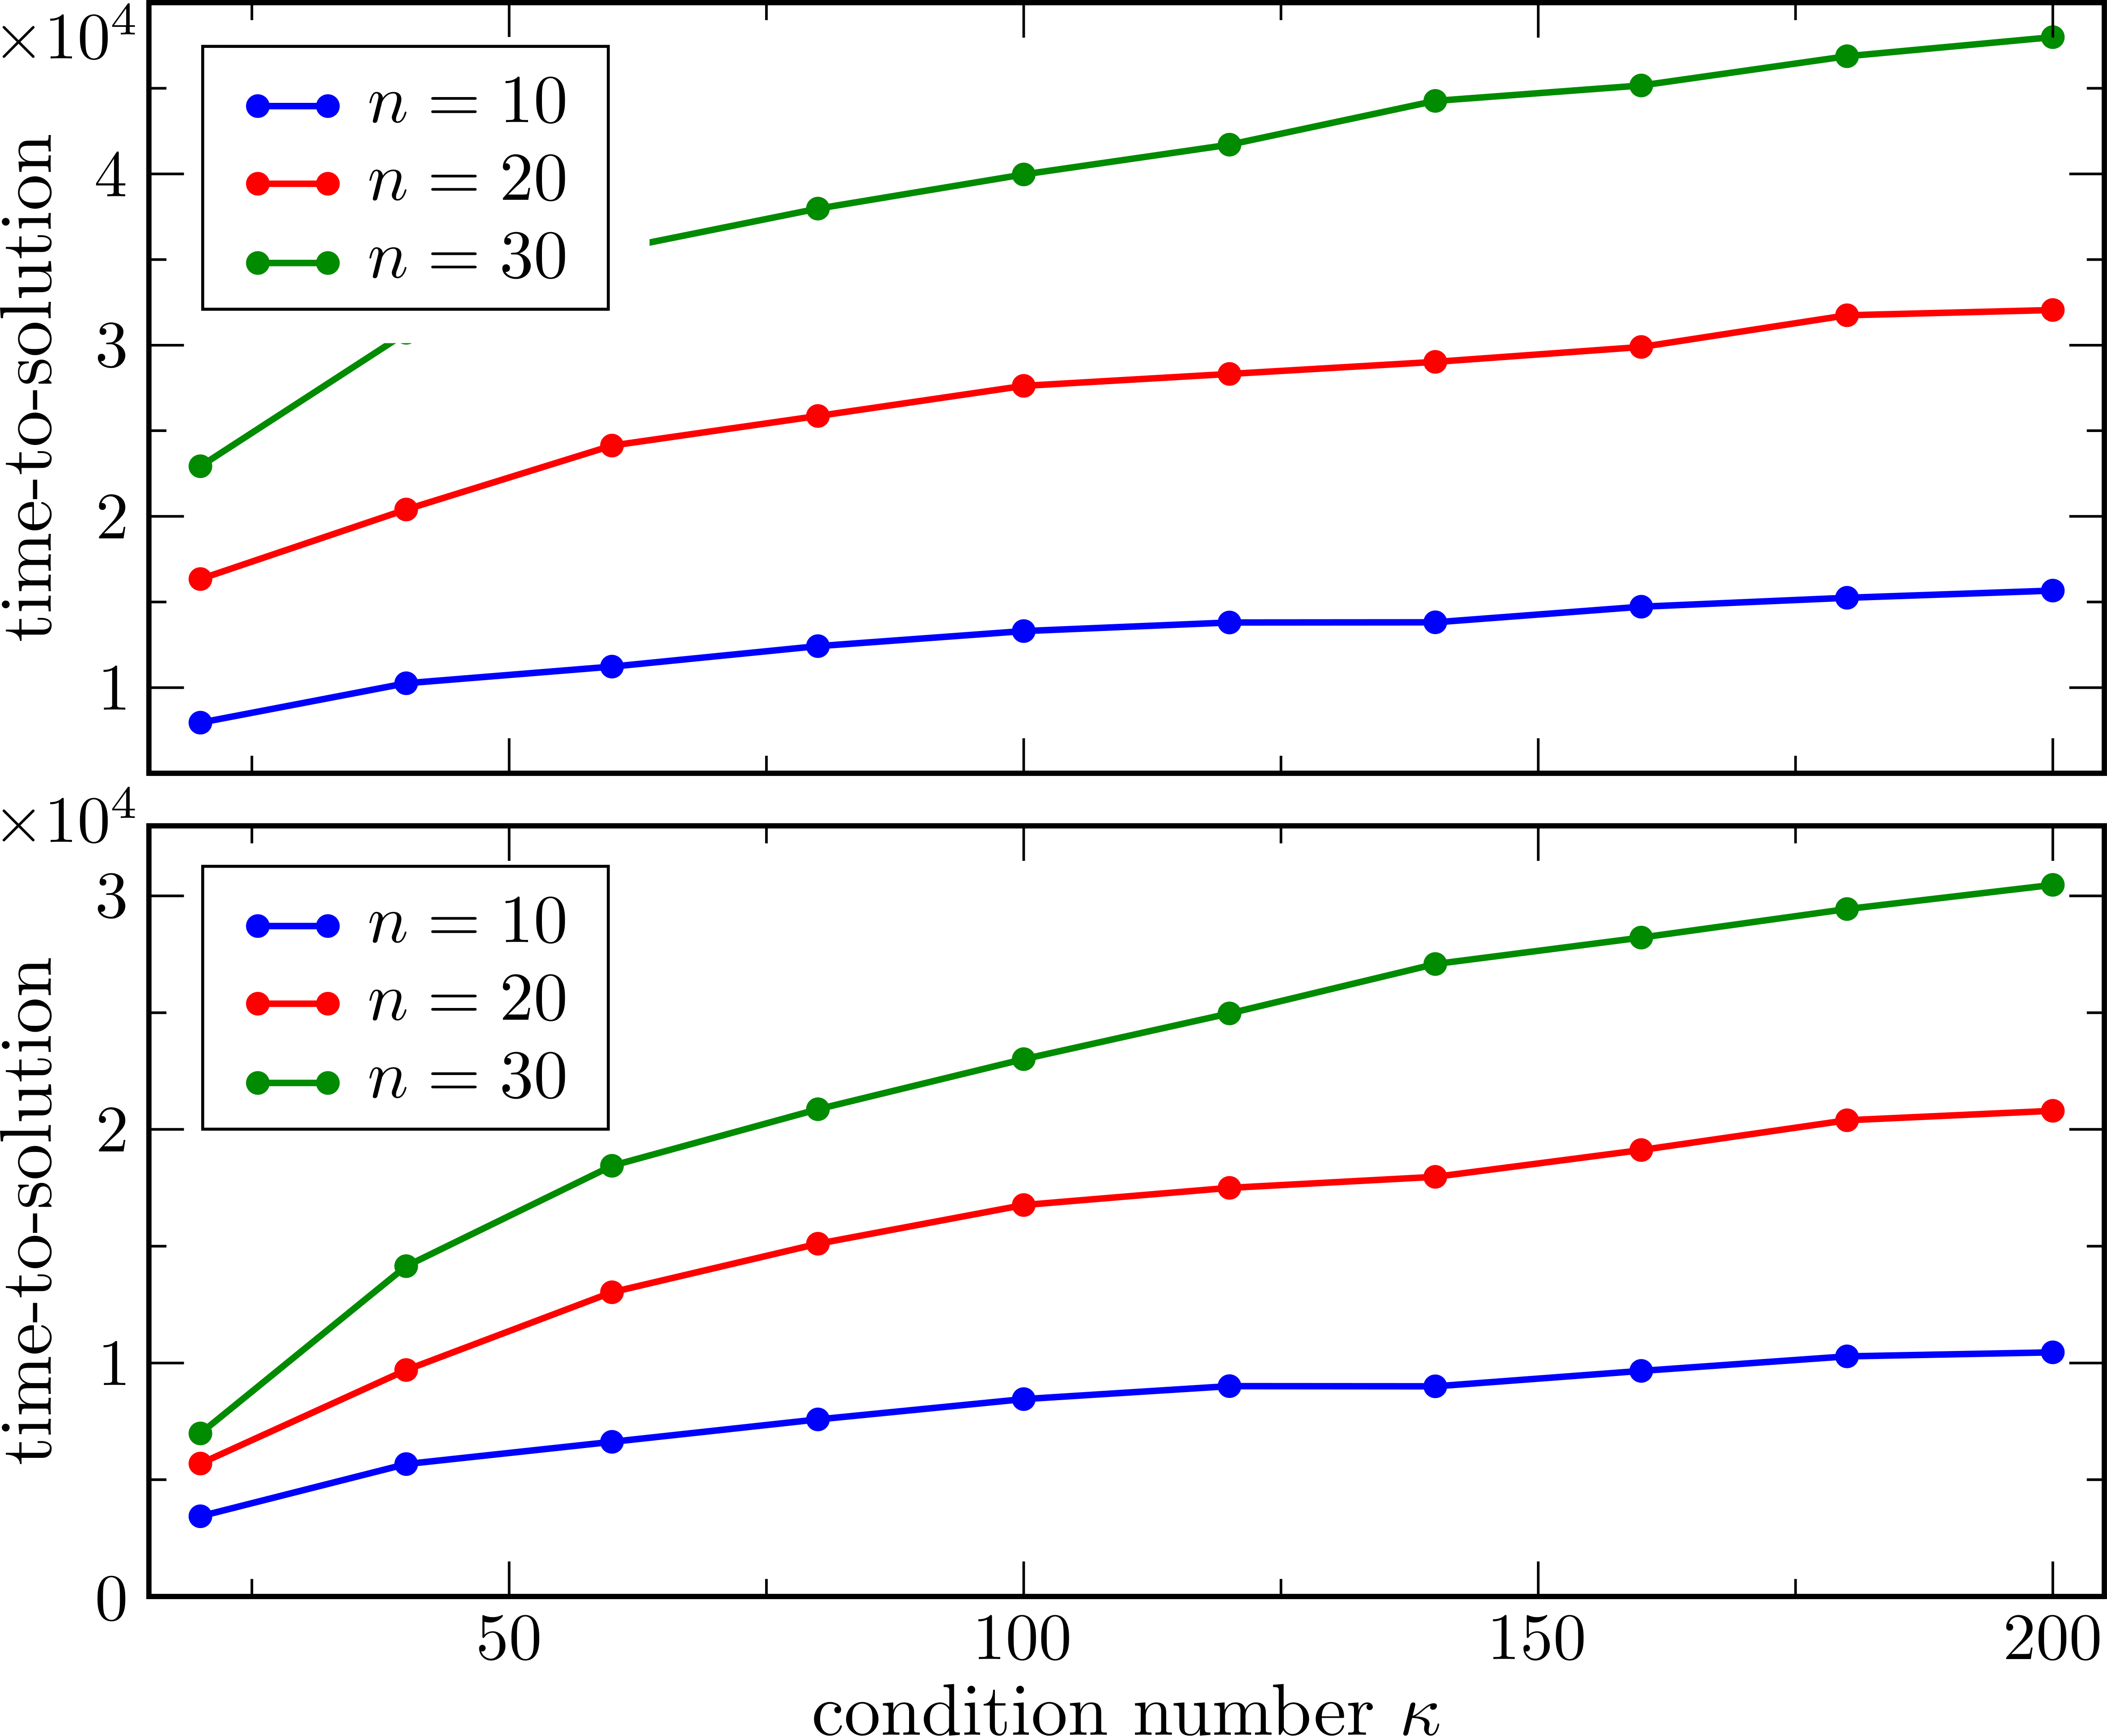 ×10⁴
time-to-solution
4
3
2
1
n = 10
n = 20
n = 30
×10⁴
time-to-solution
3
2
1
0
n = 10
n = 20
n = 30
50 100 150 200
condition number κ